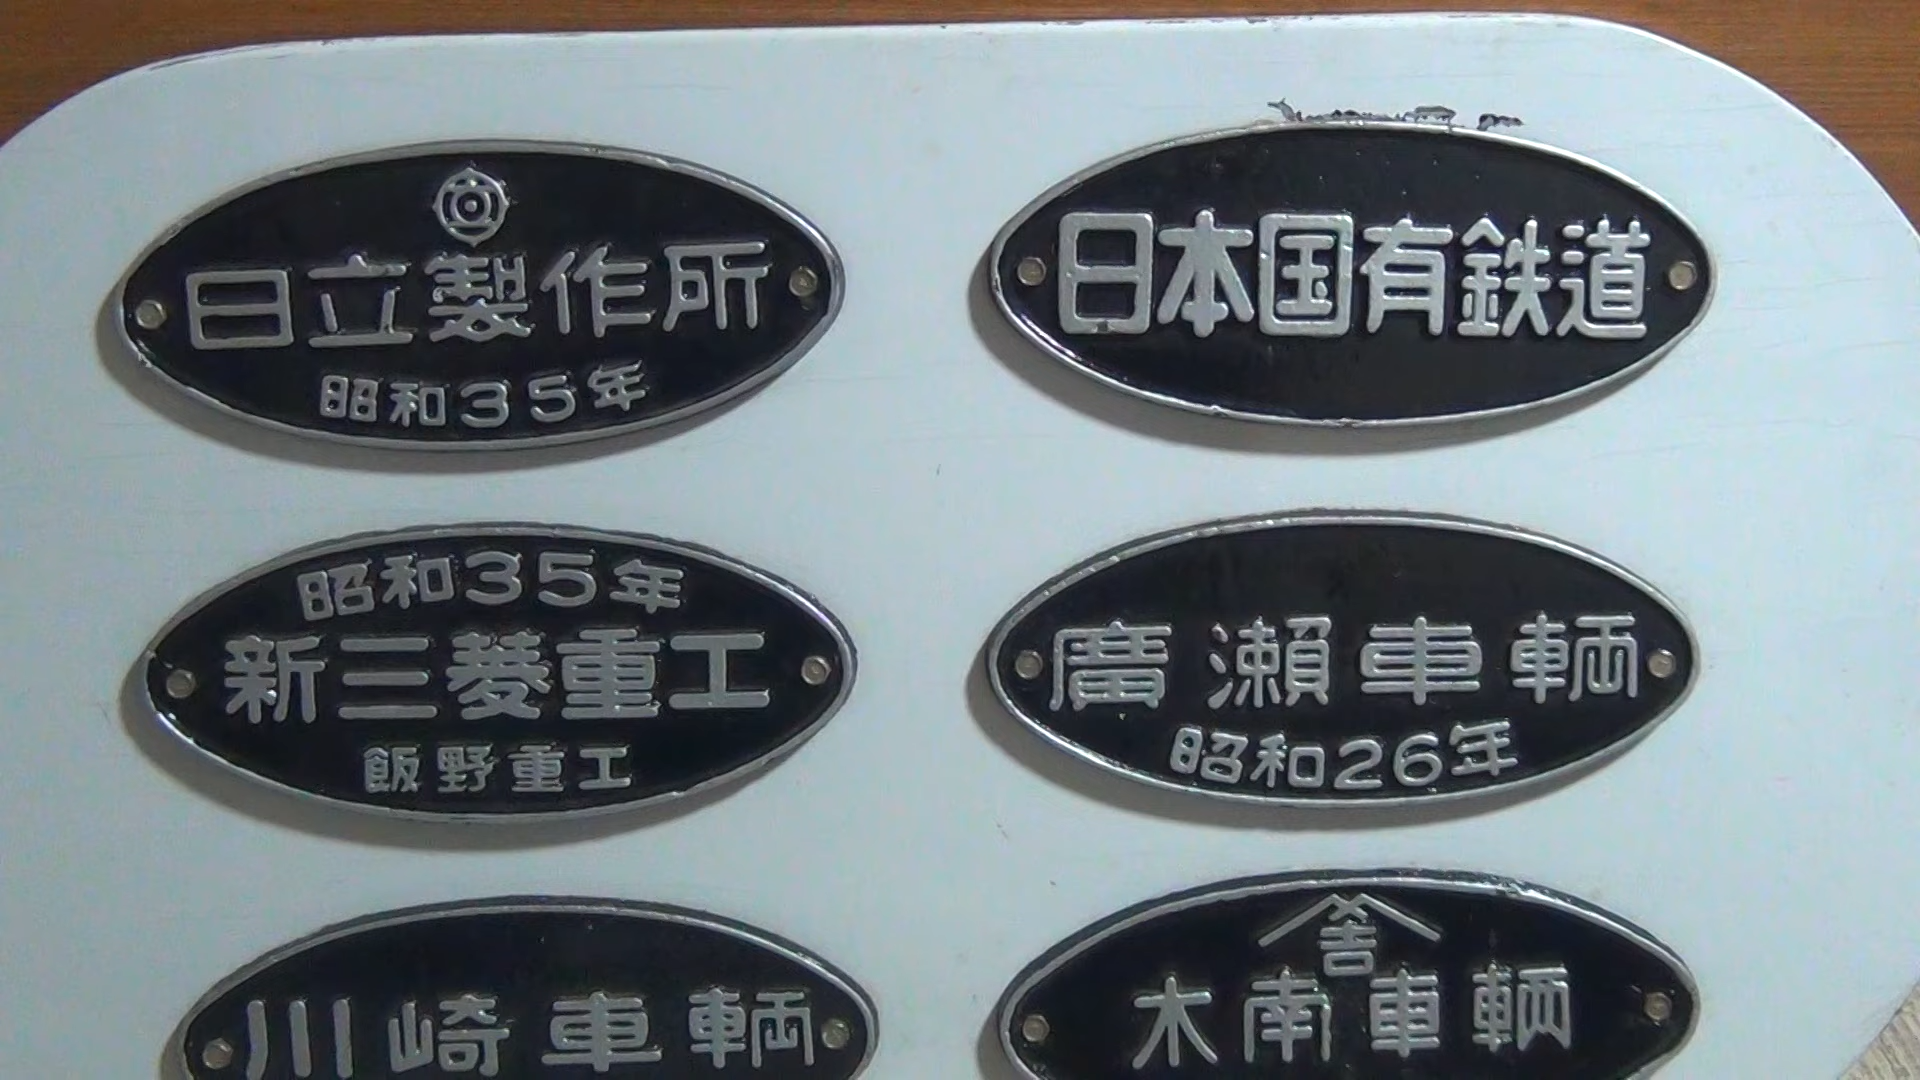 日立製作所
昭和35年
日本国有鉄道
昭和35年
新三菱重工
飯野重工
廣瀬車輌
昭和26年
川崎車輌
木南車輌